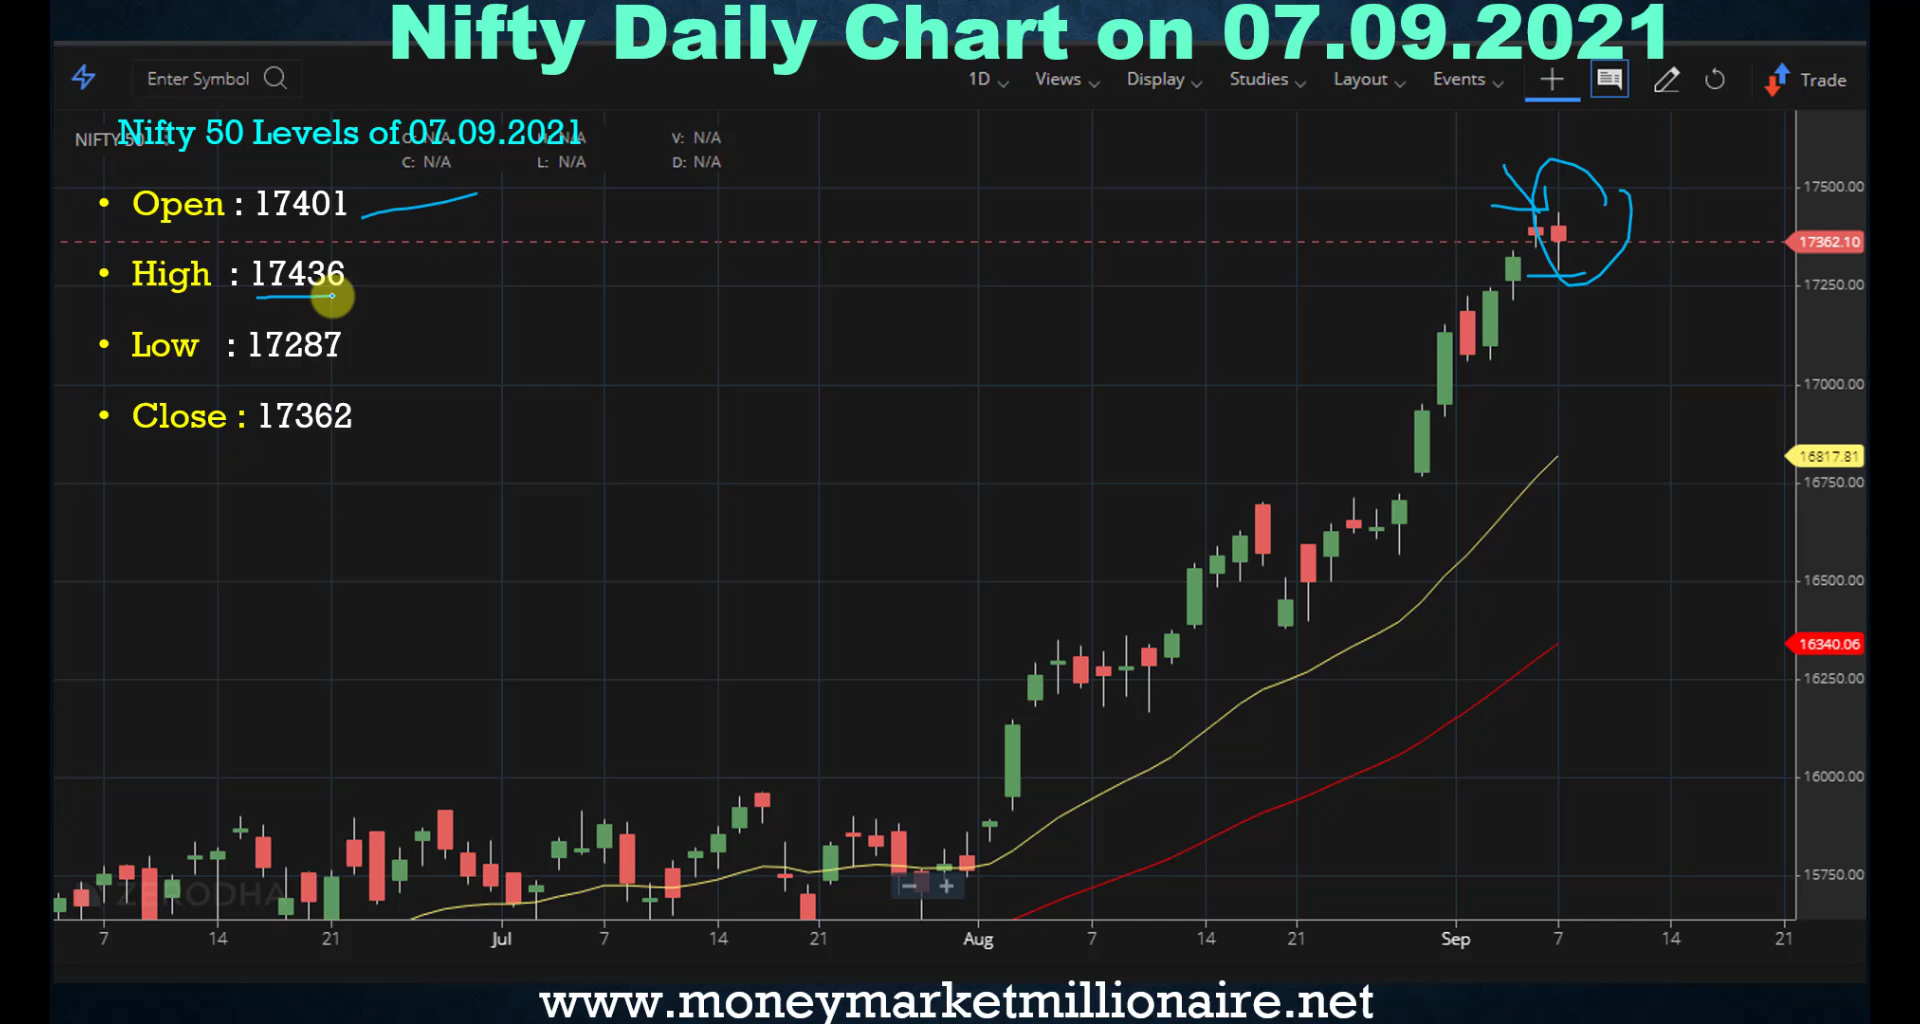 Nifty Daily Chart on 07.09.2021
Enter Symbol
1D Views Display Studies Layout Events Trade
Nifty 50 Levels of 07.09.2021
NIFTY 50
V: N/A
C: N/A L: N/A D: N/A
• Open : 17401
• High : 17436
• Low : 17287
• Close : 17362
17500.00
17362.10
17250.00
17000.00
16817.81
16750.00
16500.00
16340.06
16250.00
16000.00
15750.00
ZERODHA
7 14 21 Jul 7 14 21 Aug 7 14 21 Sep 7 14 21
www.moneymarketmillionaire.net